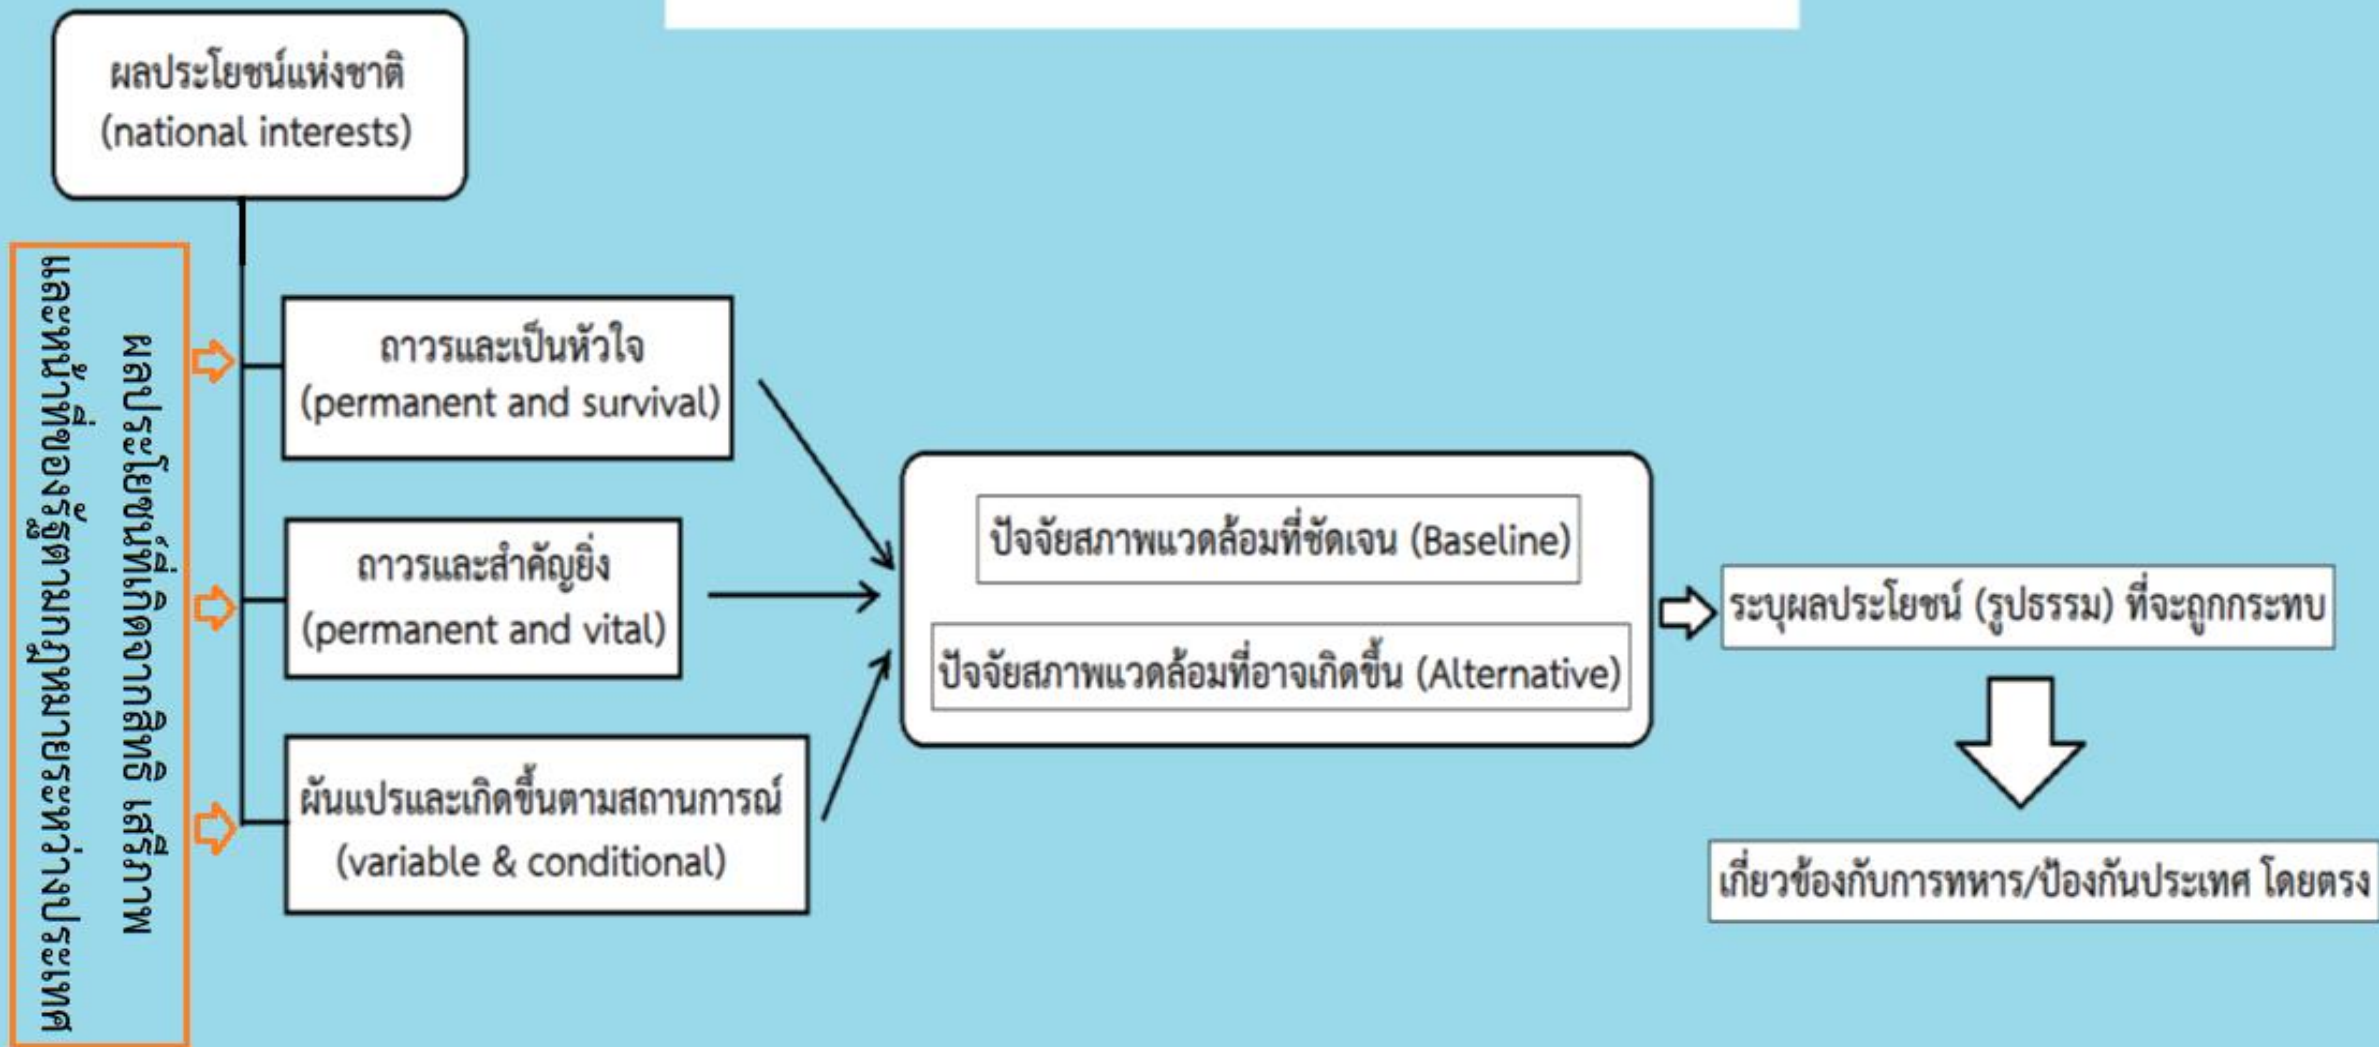 ผลประโยชน์แห่งชาติ
(national interests)
ผลประโยชน์ที่เกิดจากสิทธิ เสรีภาพ
และหน้าที่ของรัฐตามกฎหมายระหว่างประเทศ
ถาวรและเป็นหัวใจ
(permanent and survival)
ถาวรและสำคัญยิ่ง
(permanent and vital)
ผันแปรและเกิดขึ้นตามสถานการณ์
(variable & conditional)
ปัจจัยสภาพแวดล้อมที่ชัดเจน (Baseline)
ปัจจัยสภาพแวดล้อมที่อาจเกิดขึ้น (Alternative)
ระบุผลประโยชน์ (รูปธรรม) ที่จะถูกกระทบ
เกี่ยวข้องกับการทหาร/ป้องกันประเทศ โดยตรง